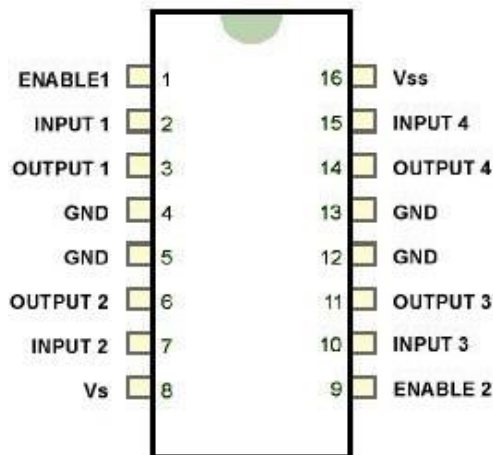 ENABLE1 1 16 Vss
INPUT 1 2 15 INPUT 4
OUTPUT 1 3 14 OUTPUT 4
GND 4 13 GND
GND 5 12 GND
OUTPUT 2 6 11 OUTPUT 3
INPUT 2 7 10 INPUT 3
Vs 8 9 ENABLE 2